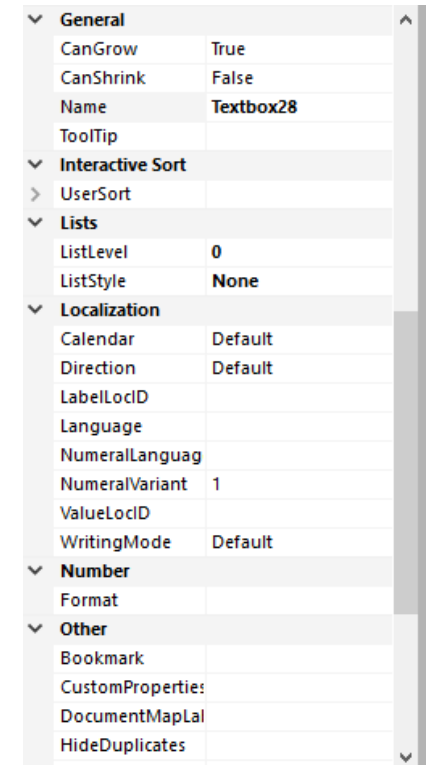 General
CanGrow True
CanShrink False
Name Textbox28
ToolTip
Interactive Sort
UserSort
Lists
ListLevel 0
ListStyle None
Localization
Calendar Default
Direction Default
LabelLocID
Language
NumeralLanguag
NumeralVariant 1
ValueLocID
WritingMode Default
Number
Format
Other
Bookmark
CustomProperties
DocumentMapLal
HideDuplicates